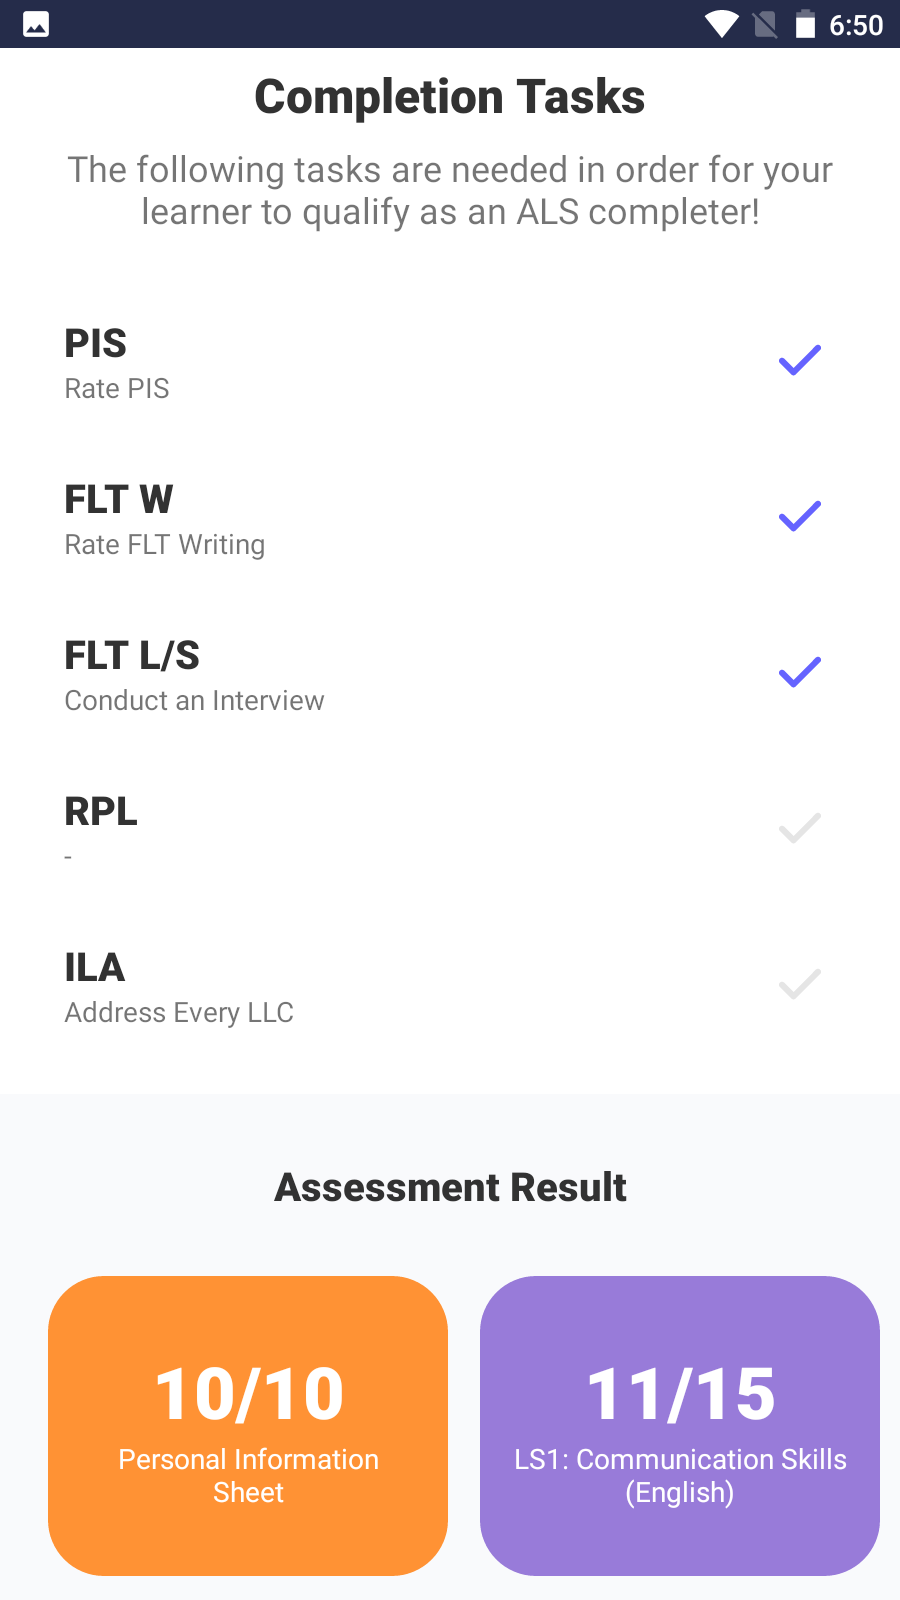 6:50
Completion Tasks
The following tasks are needed in order for your
learner to qualify as an ALS completer!
PIS
Rate PIS
FLT W
Rate FLT Writing
FLT L/S
Conduct an Interview
RPL
-
ILA
Address Every LLC
Assessment Result
10/10
Personal Information
Sheet
11/15
LS1: Communication Skills
(English)